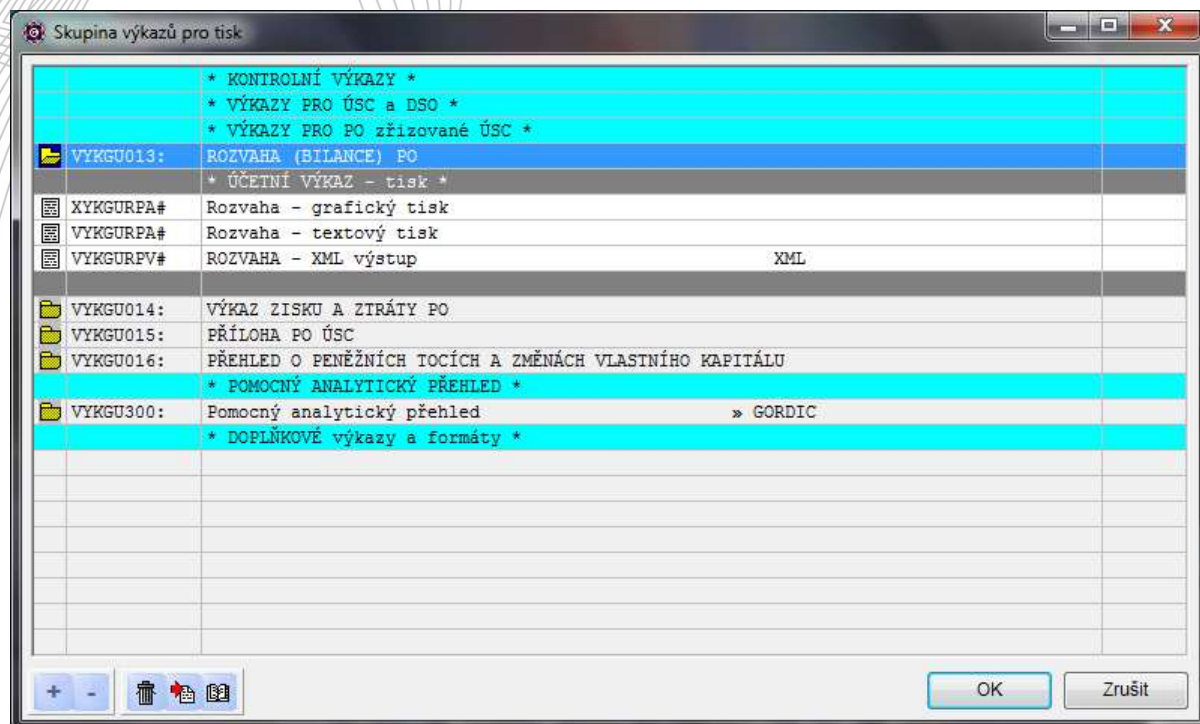 Skupina výkazů pro tisk
* KONTROLNÍ VÝKAZY *
* VÝKAZY PRO ÚSC a DSO *
* VÝKAZY PRO PO zřizované ÚSC *
VYKGU013: ROZVAHA (BILANCE) PO
* ÚČETNÍ VÝKAZ - tisk *
XYKGURPA# Rozvaha - grafický tisk
VYKGURPA# Rozvaha - textový tisk
VYKGURPV# ROZVAHA - XML výstup XML
VYKGU014: VÝKAZ ZISKU A ZTRÁTY PO
VYKGU015: PŘÍLOHA PO ÚSC
VYKGU016: PŘEHLED O PENĚŽNÍCH TOCÍCH A ZMĚNÁCH VLASTNÍHO KAPITÁLU
* POMOCNÝ ANALYTICKÝ PŘEHLED *
VYKGU300: Pomocný analytický přehled » GORDIC
* DOPLŇKOVÉ výkazy a formáty *
+ - OK Zrušit